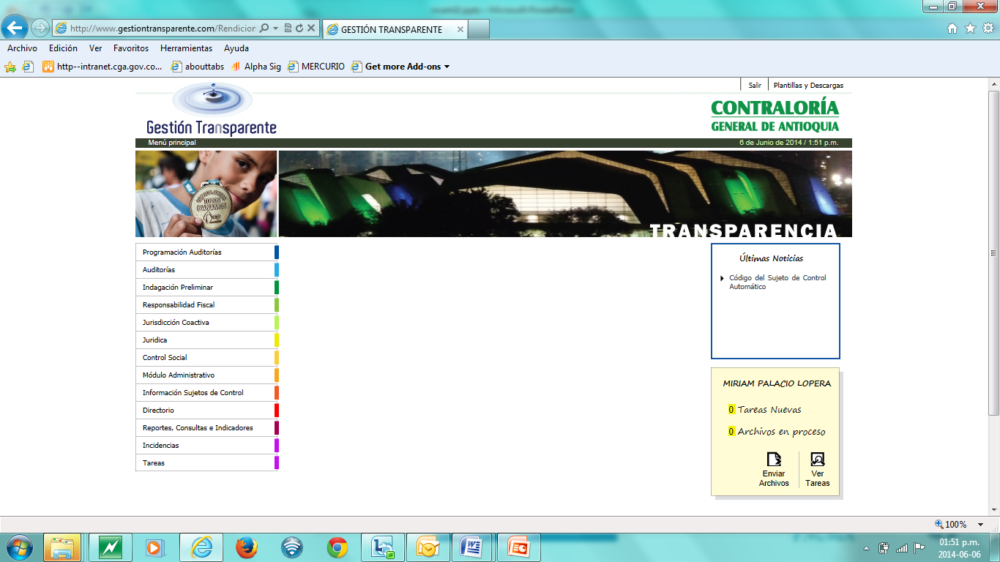 http://www.gestiontransparente.com/Rendicion
GESTIÓN TRANSPARENTE
Archivo Edición Ver Favoritos Herramientas Ayuda
http--intranet.cga.gov.co... abouttabs Alpha Sig MERCURIO Get more Add-ons
Salir Plantillas y Descargas
Gestión Transparente
CONTRALORÍA
GENERAL DE ANTIOQUIA
Menú principal
6 de Junio de 2014 / 1:51 p.m.
TODOS
GANAMOS
TRANSPARENCIA
Programación Auditorías
Auditorías
Indagación Preliminar
Responsabilidad Fiscal
Jurisdicción Coactiva
Juridica
Control Social
Módulo Administrativo
Información Sujetos de Control
Directorio
Reportes, Consultas e Indicadores
Incidencias
Tareas
Últimas Noticias
Código del Sujeto de Control
Automático
MIRIAM PALACIO LOPERA
0 Tareas Nuevas
0 Archivos en proceso
Enviar
Archivos
Ver
Tareas
100%
01:51 p.m.
2014-06-06